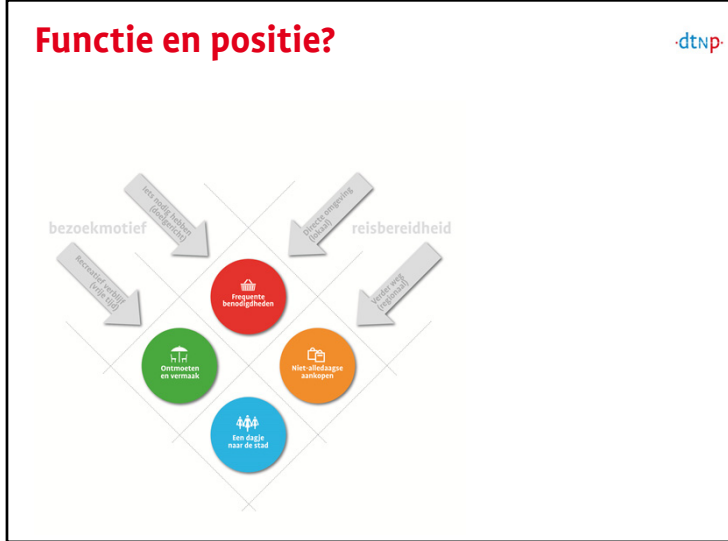 Functie en positie?
·dtNp·
Iets nodig hebben
(doelgericht)
Directe omgeving
(lokaal)
bezoekmotief
reisbereidheid
Recreatief verblijf
(vrije tijd)
Verder weg
(regionaal)
Frequente
benodigdheden
Ontmoeten
en vermaak
Niet-alledaagse
aankopen
Een dagje
naar de stad